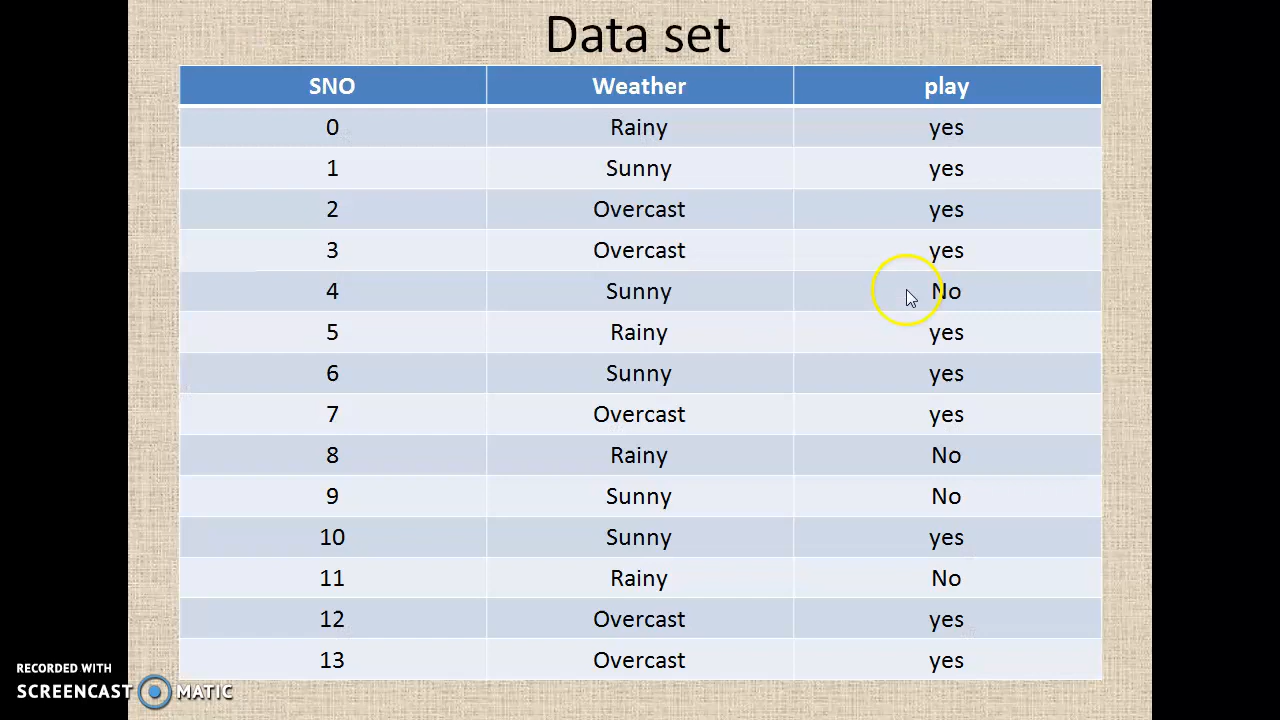 Data set
SNO Weather play
0 Rainy yes
1 Sunny yes
2 Overcast yes
3 Overcast yes
4 Sunny No
5 Rainy yes
6 Sunny yes
7 Overcast yes
8 Rainy No
9 Sunny No
10 Sunny yes
11 Rainy No
12 Overcast yes
13 Overcast yes
RECORDED WITH
SCREENCAST MATIC